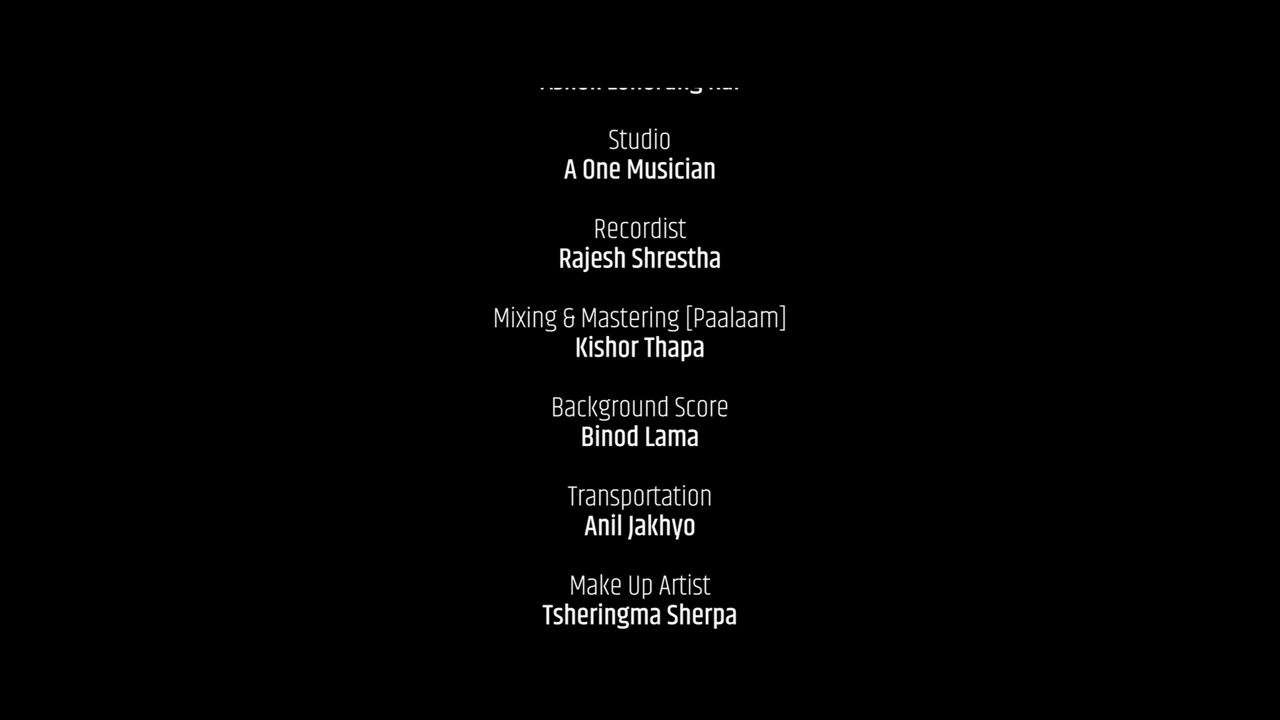 Studio
A One Musician
Recordist
Rajesh Shrestha
Mixing & Mastering [Paalaam]
Kishor Thapa
Background Score
Binod Lama
Transportation
Anil Jakhyo
Make Up Artist
Tsheringma Sherpa